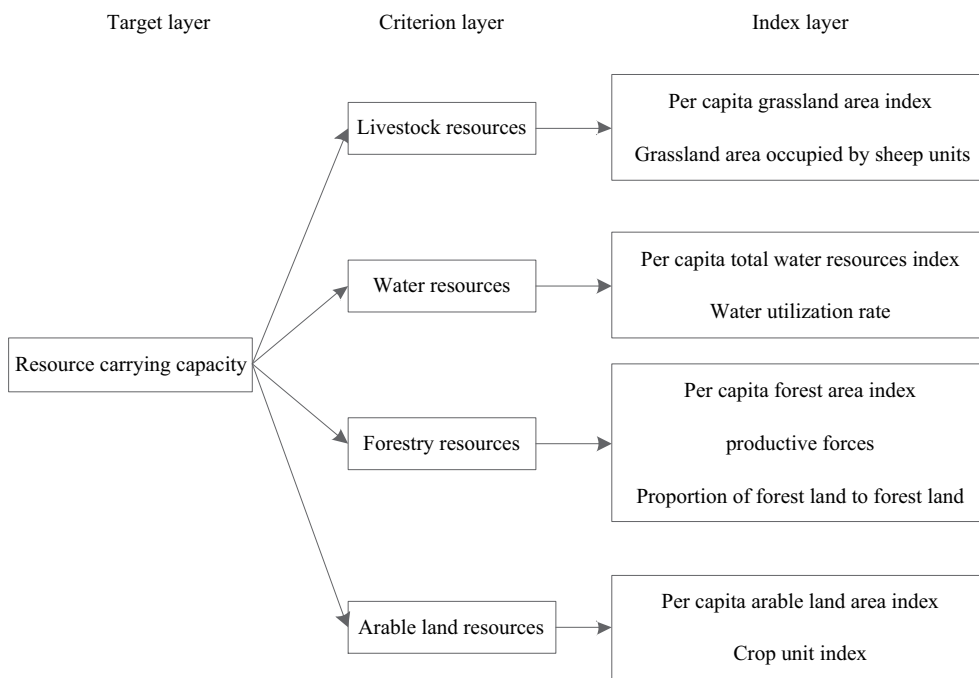 Target layer
Criterion layer
Index layer
Resource carrying capacity
Livestock resources
Per capita grassland area index
Grassland area occupied by sheep units
Water resources
Per capita total water resources index
Water utilization rate
Forestry resources
Per capita forest area index
productive forces
Proportion of forest land to forest land
Arable land resources
Per capita arable land area index
Crop unit index